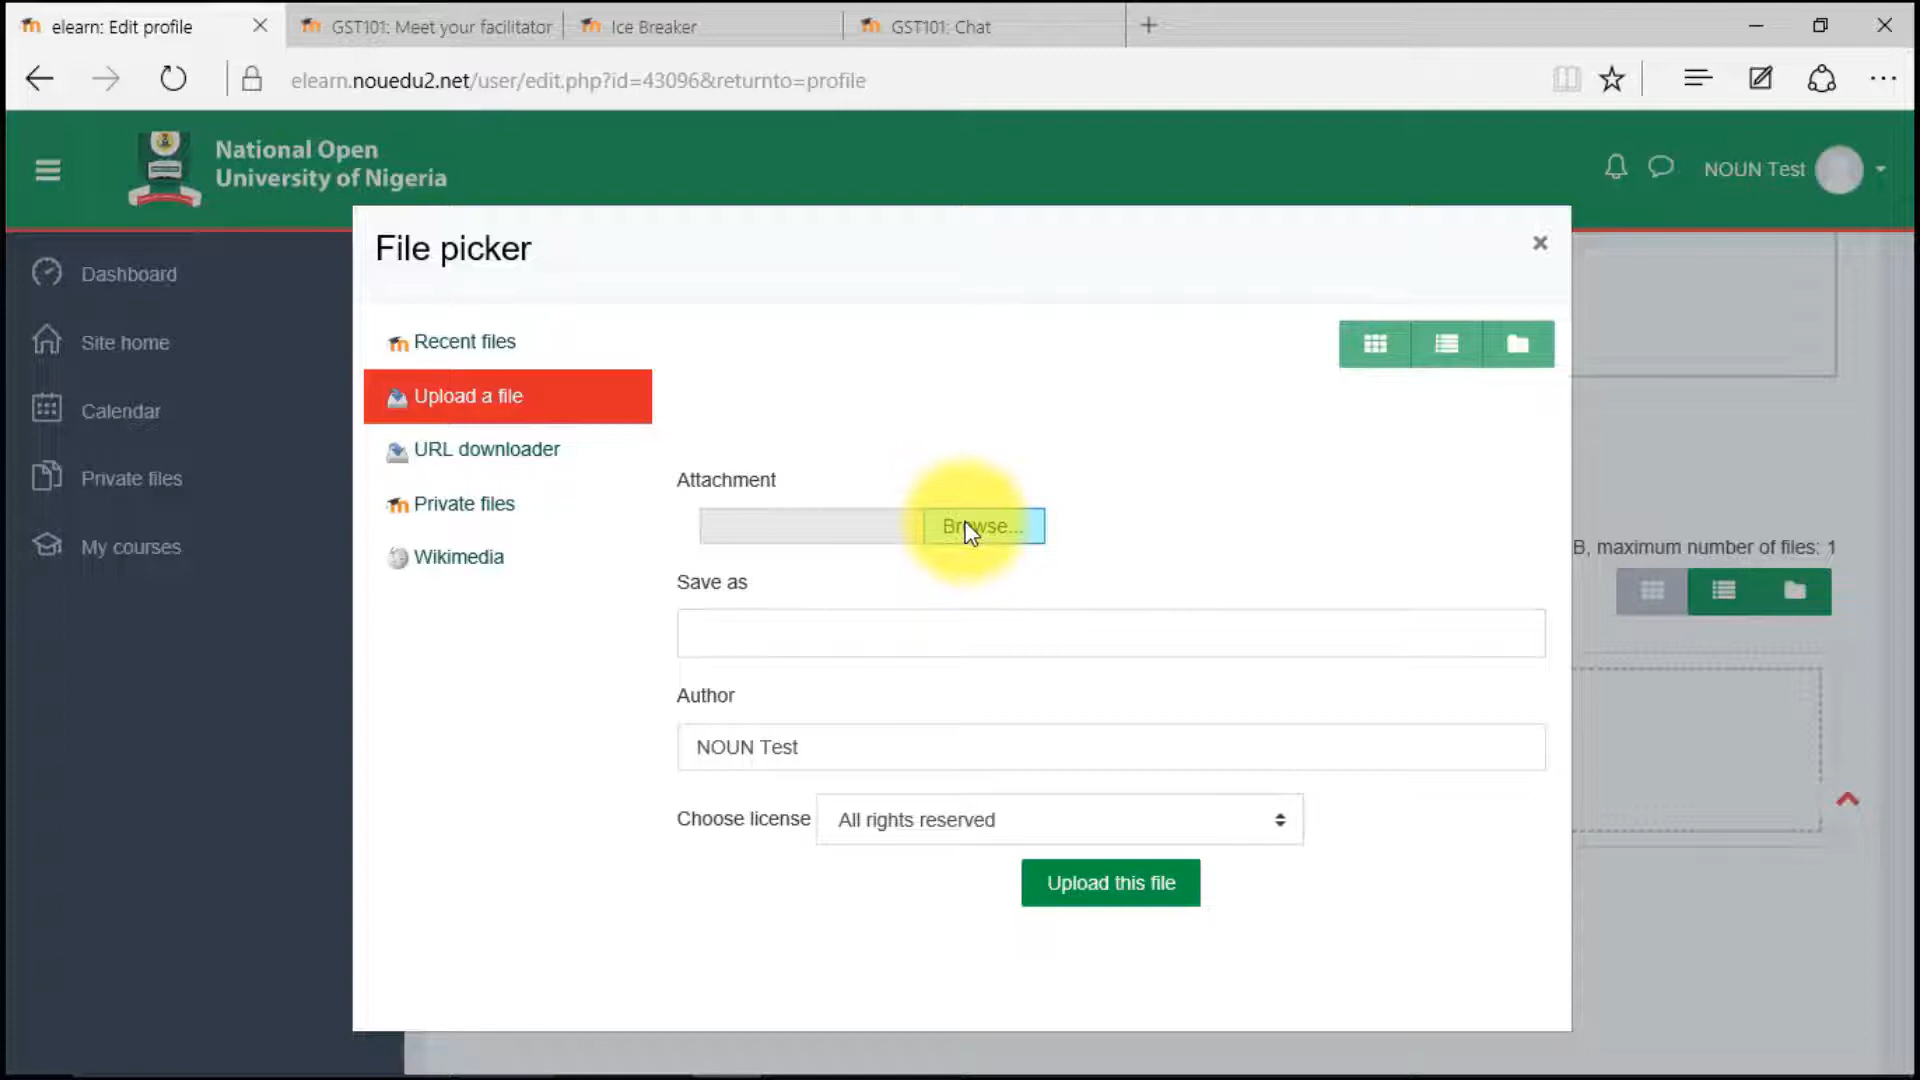 elearn: Edit profile
GST101: Meet your facilitator
Ice Breaker
GST101: Chat
elearn.nouedu2.net/user/edit.php?id=43096&returnto=profile
National Open
University of Nigeria
NOUN Test
Dashboard
Site home
Calendar
Private files
My courses
File picker
Recent files
Upload a file
URL downloader
Private files
Wikimedia
Attachment
Browse...
Save as
Author
NOUN Test
Choose license
All rights reserved
Upload this file
B, maximum number of files: 1